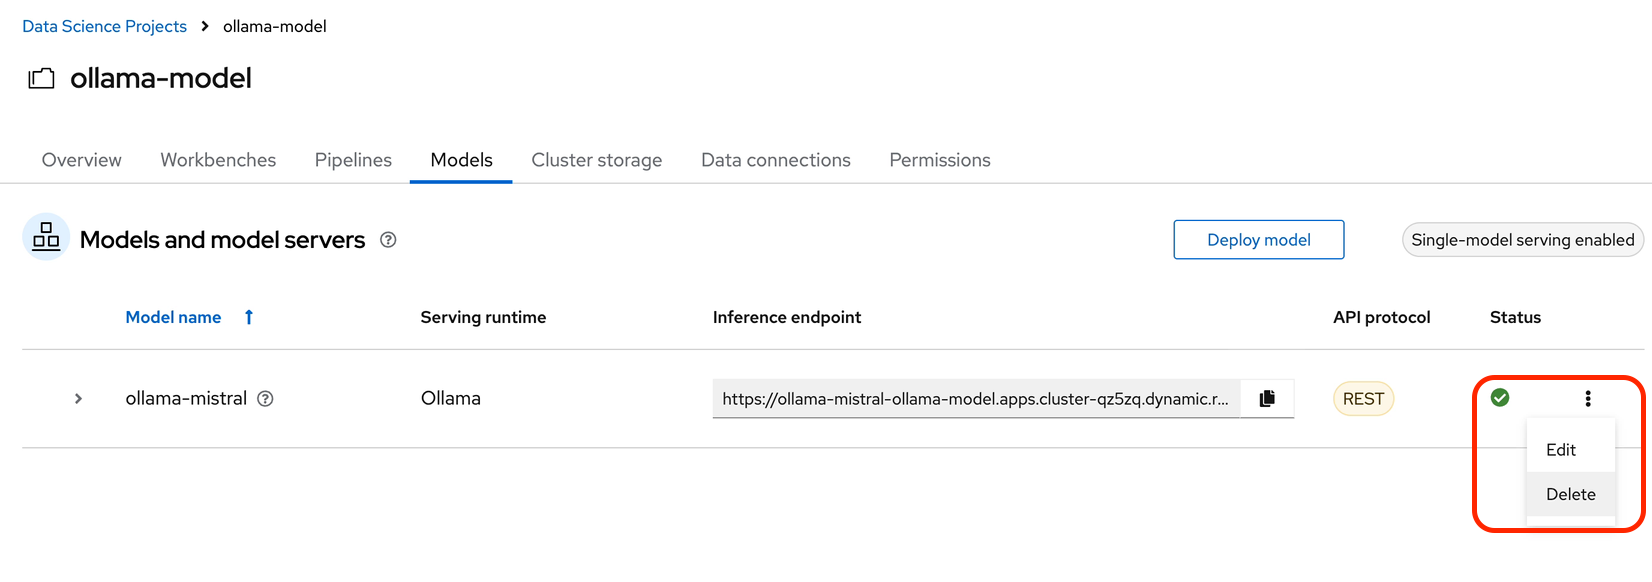 Data Science Projects > ollama-model
ollama-model
Overview Workbenches Pipelines Models Cluster storage Data connections Permissions
Models and model servers Deploy model Single-model serving enabled
Model name Serving runtime Inference endpoint API protocol Status
ollama-mistral Ollama https://ollama-mistral-ollama-model.apps.cluster-qz5zq.dynamic.r... REST
Edit
Delete